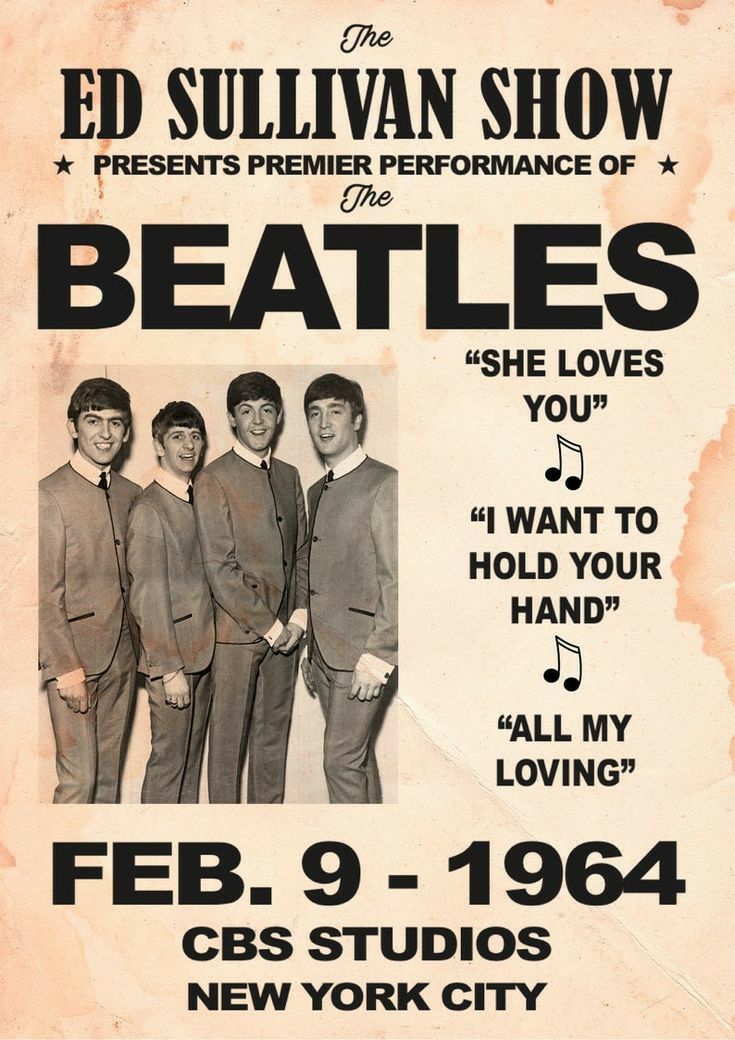 The
ED SULLIVAN SHOW
★ PRESENTS PREMIER PERFORMANCE OF ★
The
BEATLES
“SHE LOVES
YOU”
“I WANT TO
HOLD YOUR
HAND”
“ALL MY
LOVING”
FEB. 9 - 1964
CBS STUDIOS
NEW YORK CITY